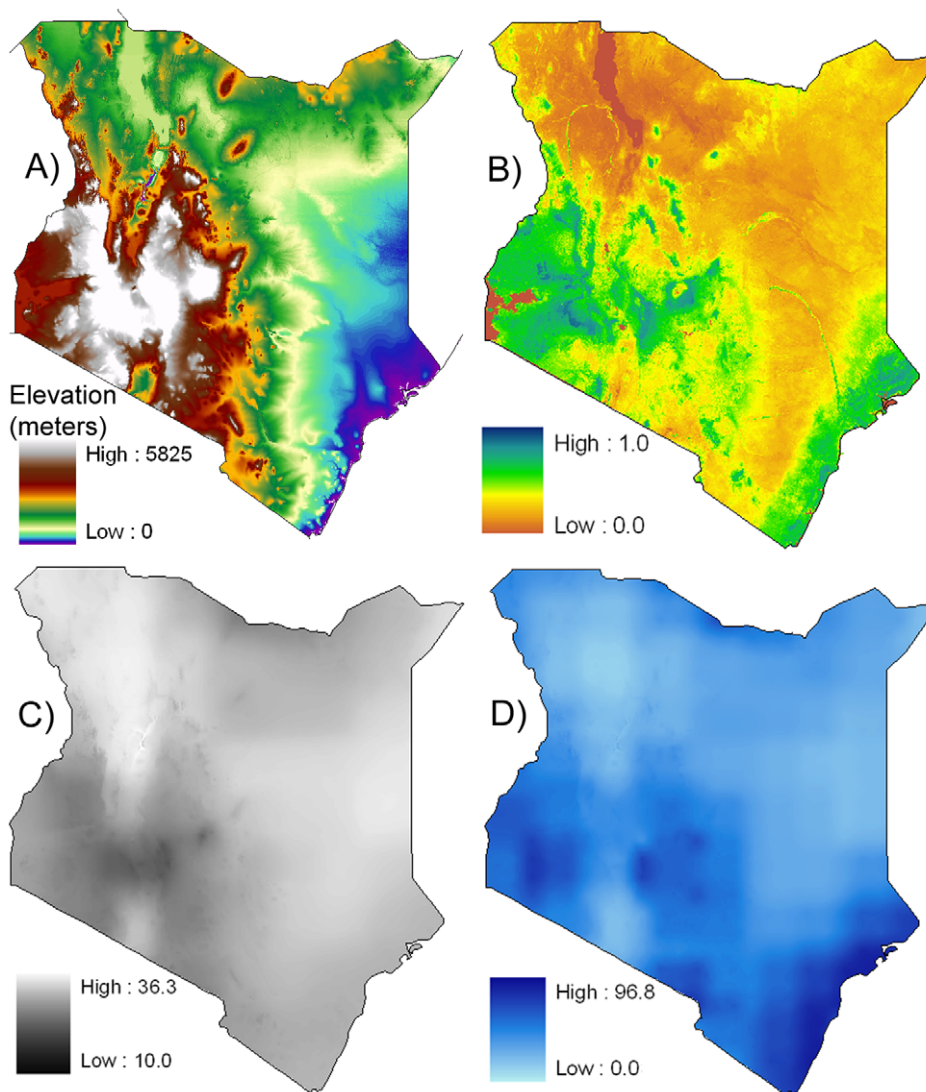 A)
B)
Elevation
(meters)
High : 5825
Low : 0
High : 1.0
Low : 0.0
C)
D)
High : 36.3
Low : 10.0
High : 96.8
Low : 0.0